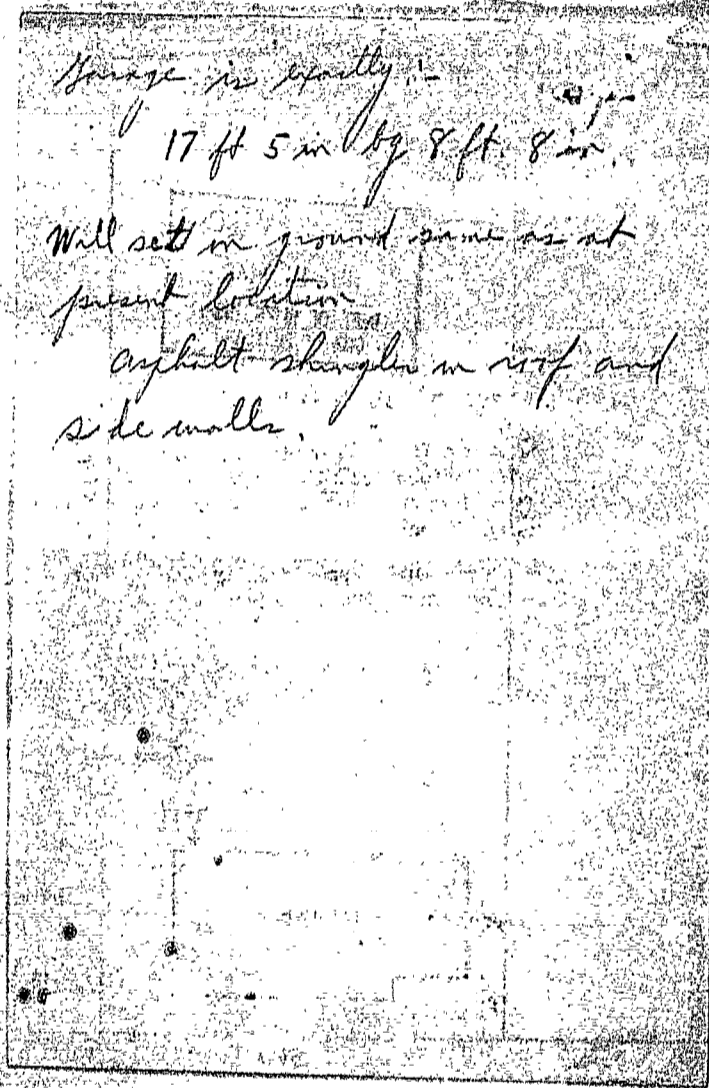 Garage is exactly :-
17 ft 5 in by 8 ft. 8 in.
Will set on ground same as at
present location
Asphalt shingles on roof and
side walls.